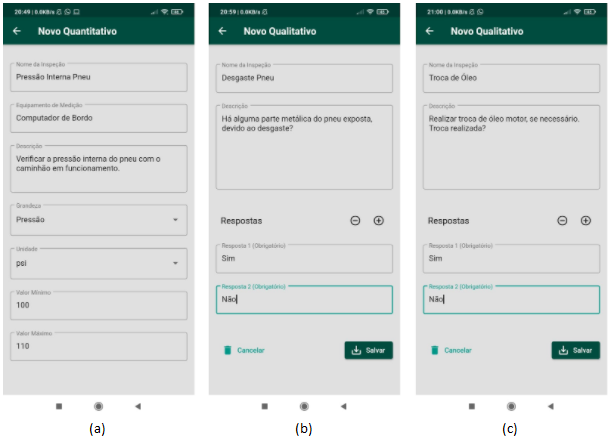 20:49 | 0.0KB/s
Novo Quantitativo
Nome da Inspeção
Pressão Interna Pneu
Equipamento de Medição
Computador de Bordo
Descrição
Verificar a pressão interna do pneu com o
caminhão em funcionamento.
Grandeza
Pressão
Unidade
psi
Valor Mínimo
100
Valor Máximo
110
(a)
20:59 | 0.0KB/s
Novo Qualitativo
Nome da Inspeção
Desgaste Pneu
Descrição
Há alguma parte metálica do pneu exposta,
devido ao desgaste?
Respostas
Resposta 1 (Obrigatório)
Sim
Resposta 2 (Obrigatório)
Não
Cancelar
Salvar
(b)
21:00 | 0.0KB/s
Novo Qualitativo
Nome da Inspeção
Troca de Óleo
Descrição
Realizar troca de óleo motor, se necessário.
Troca realizada?
Respostas
Resposta 1 (Obrigatório)
Sim
Resposta 2 (Obrigatório)
Não
Cancelar
Salvar
(c)